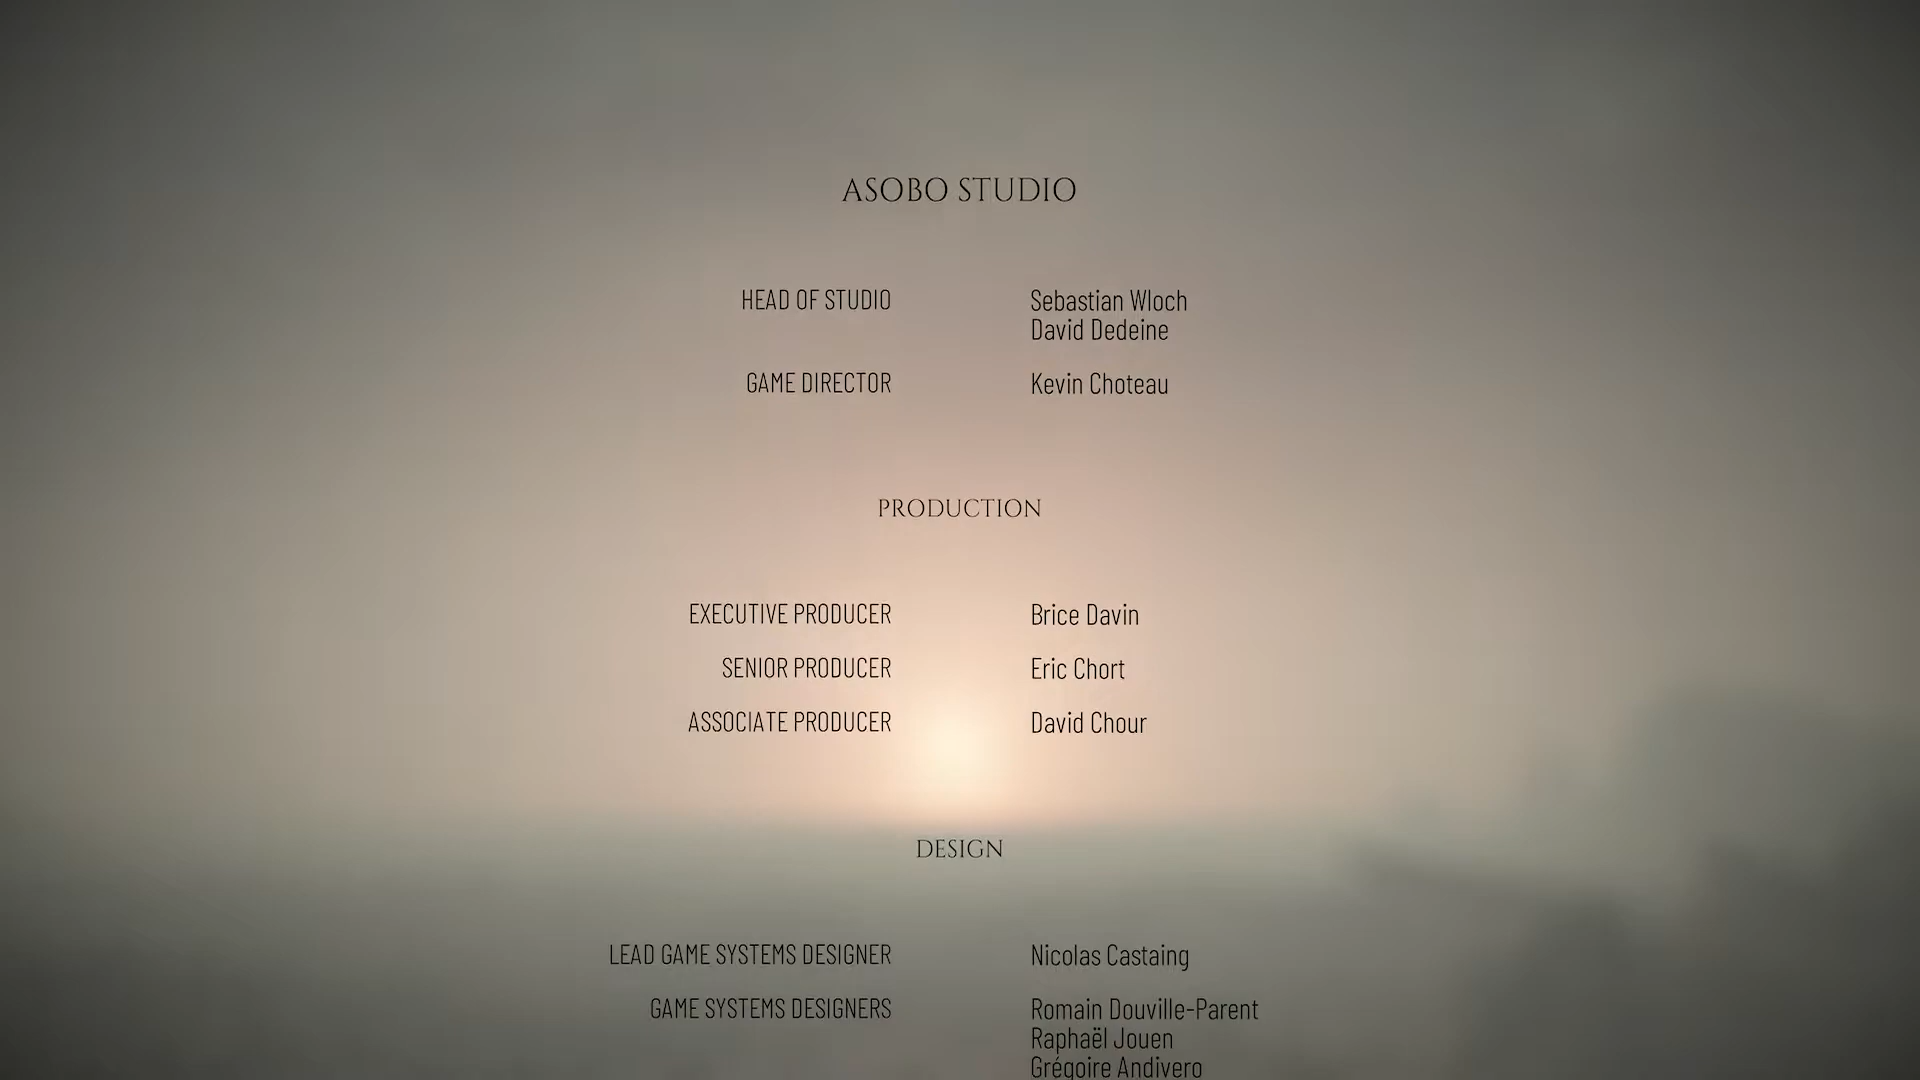 ASOBO STUDIO
HEAD OF STUDIO Sebastian Wloch
David Dedeine
GAME DIRECTOR Kevin Choteau
PRODUCTION
EXECUTIVE PRODUCER Brice Davin
SENIOR PRODUCER Eric Chort
ASSOCIATE PRODUCER David Chour
DESIGN
LEAD GAME SYSTEMS DESIGNER Nicolas Castaing
GAME SYSTEMS DESIGNERS Romain Douville-Parent
Raphaël Jouen
Grégoire Andivero